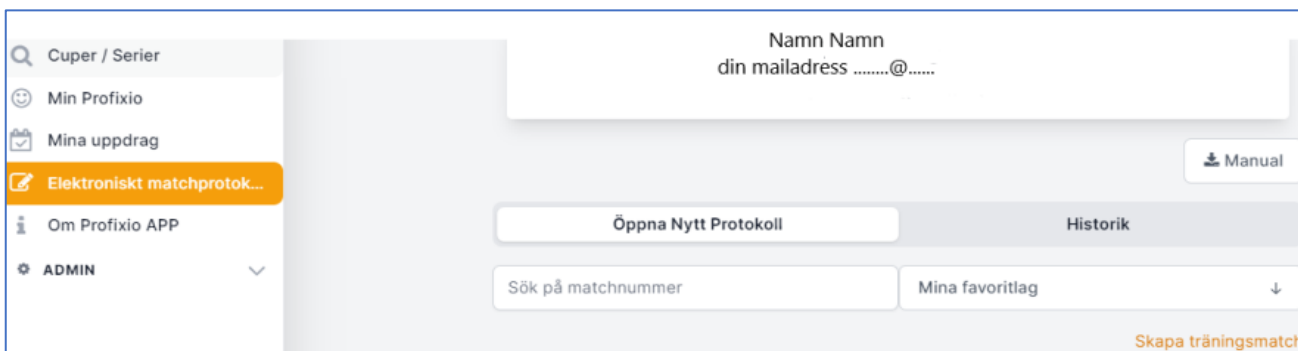 Cuper / Serier
Min Profixio
Mina uppdrag
Elektroniskt matchprotok...
Om Profixio APP
ADMIN
Namn Namn
din mailadress ........@......
Manual
Öppna Nytt Protokoll
Historik
Sök på matchnummer
Mina favoritlag
Skapa träningsmatch